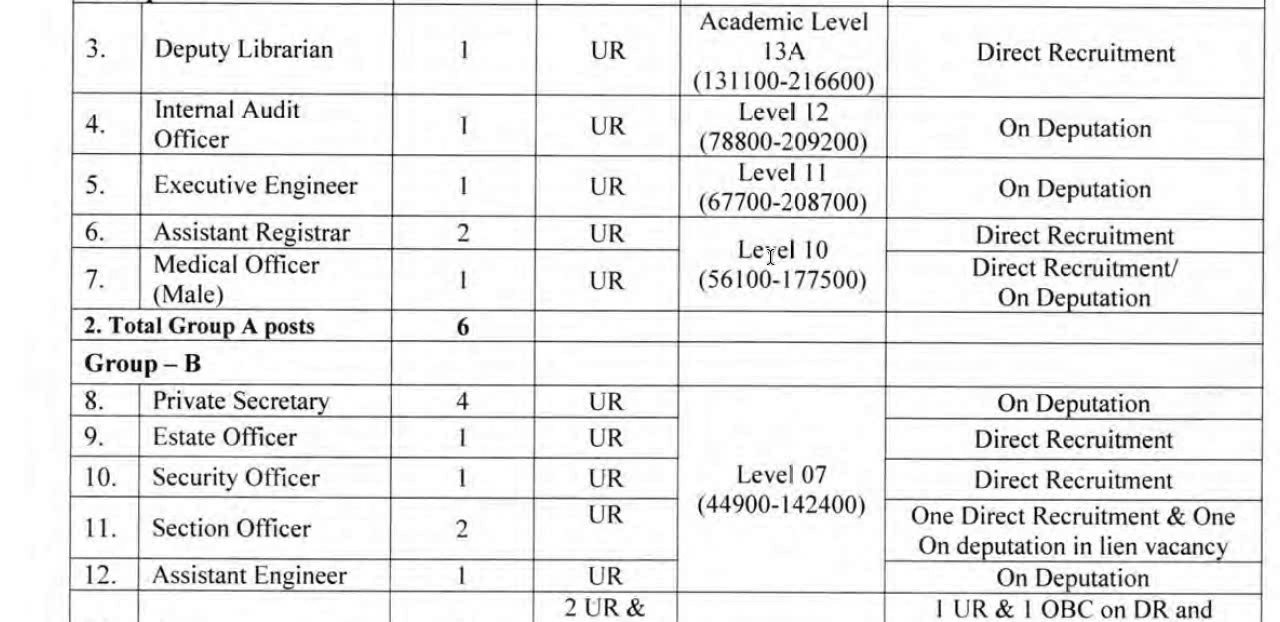 3. Deputy Librarian 1 UR Academic Level 13A (131100-216600) Direct Recruitment
4. Internal Audit Officer 1 UR Level 12 (78800-209200) On Deputation
5. Executive Engineer 1 UR Level 11 (67700-208700) On Deputation
6. Assistant Registrar 2 UR Level 10 (56100-177500) Direct Recruitment
7. Medical Officer (Male) 1 UR Direct Recruitment/ On Deputation
2. Total Group A posts 6
Group – B
8. Private Secretary 4 UR Level 07 (44900-142400) On Deputation
9. Estate Officer 1 UR Direct Recruitment
10. Security Officer 1 UR Direct Recruitment
11. Section Officer 2 UR One Direct Recruitment & One On deputation in lien vacancy
12. Assistant Engineer 1 UR On Deputation
2 UR & 1 UR & 1 OBC on DR and